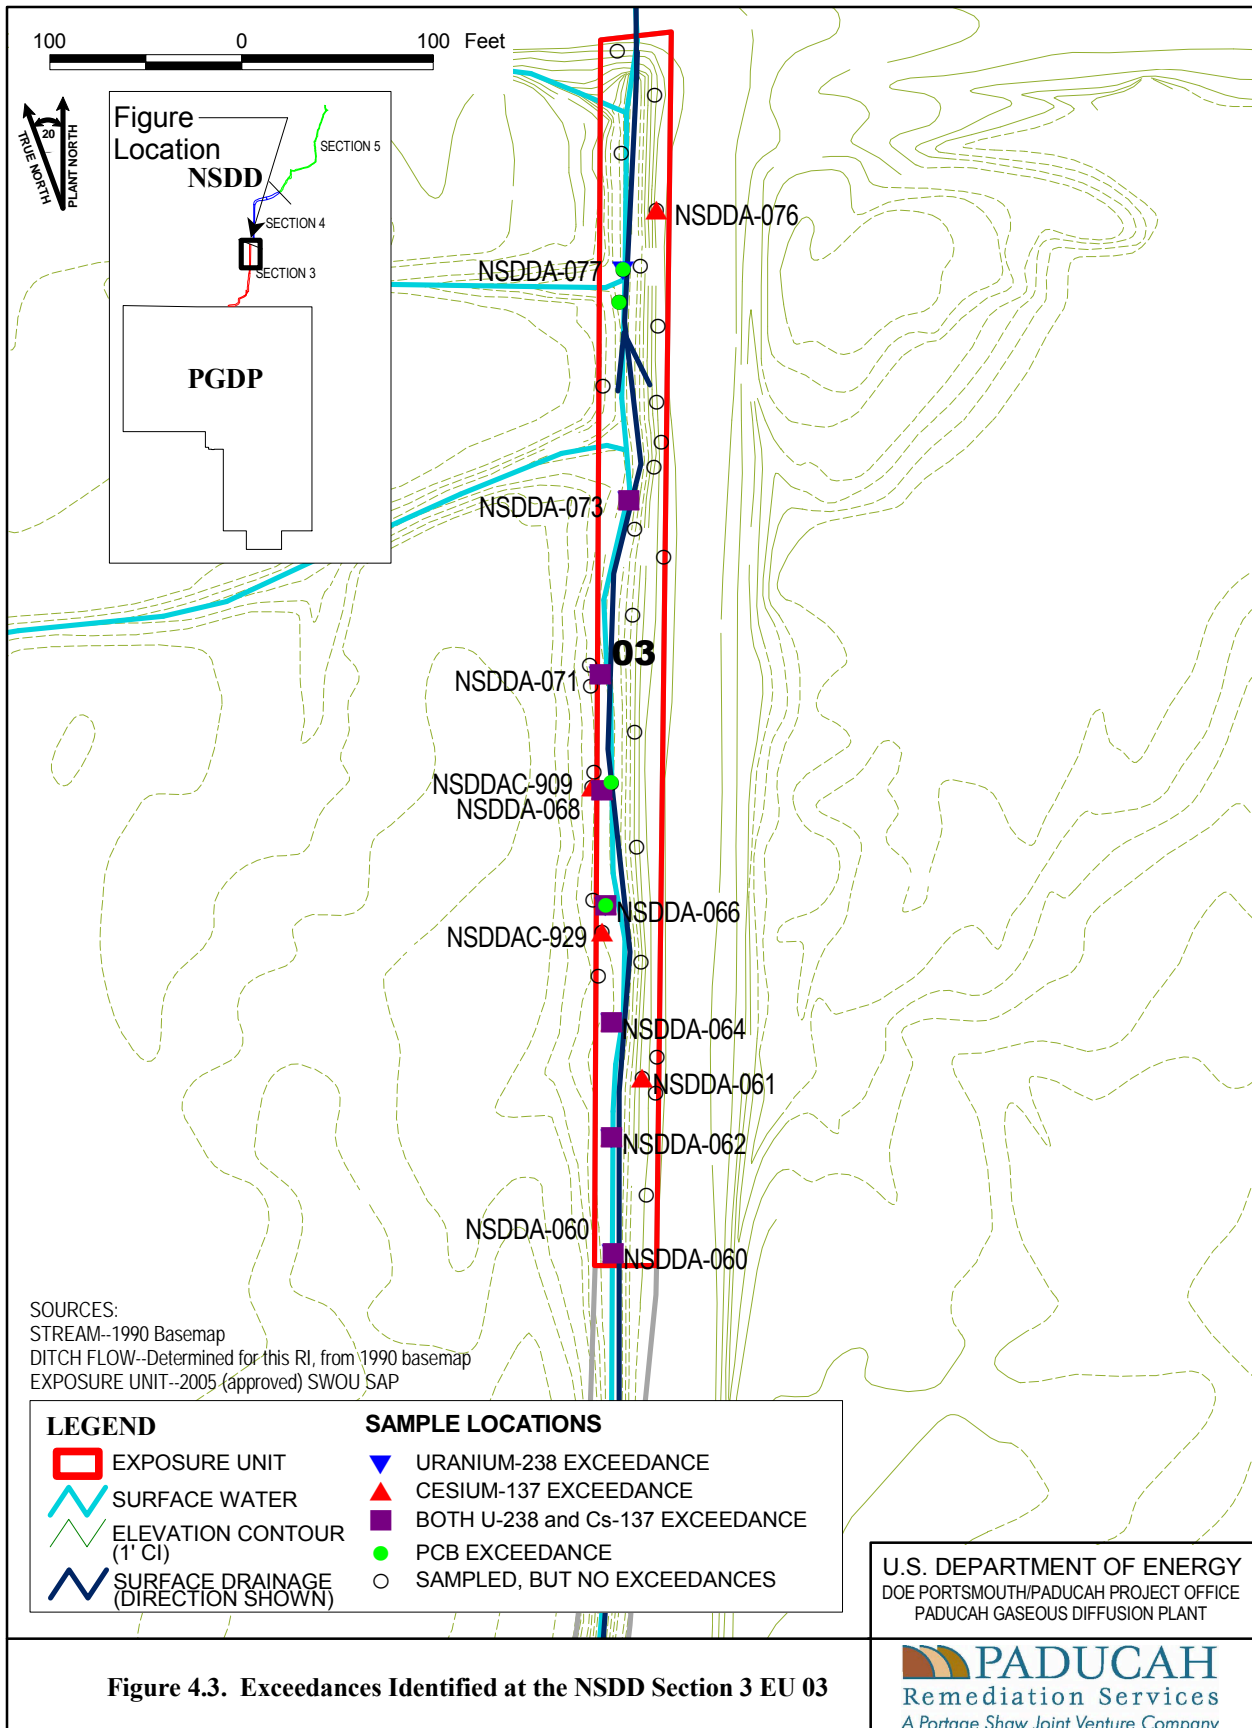 100 0 100 Feet
TRUE NORTH
20
PLANT NORTH
Figure
Location
NSDD
SECTION 5
SECTION 4
SECTION 3
PGDP
NSDDA-076
NSDDA-077
NSDDA-073
03
NSDDA-071
NSDDAC-909
NSDDA-068
NSDDA-066
NSDDAC-929
NSDDA-064
NSDDA-061
NSDDA-062
NSDDA-060
NSDDA-060
SOURCES:
STREAM--1990 Basemap
DITCH FLOW--Determined for this RI, from 1990 basemap
EXPOSURE UNIT--2005 (approved) SWOU SAP
LEGEND
EXPOSURE UNIT
SURFACE WATER
ELEVATION CONTOUR
(1' CI)
SURFACE DRAINAGE
(DIRECTION SHOWN)
SAMPLE LOCATIONS
URANIUM-238 EXCEEDANCE
CESIUM-137 EXCEEDANCE
BOTH U-238 and Cs-137 EXCEEDANCE
PCB EXCEEDANCE
SAMPLED, BUT NO EXCEEDANCES
U.S. DEPARTMENT OF ENERGY
DOE PORTSMOUTH/PADUCAH PROJECT OFFICE
PADUCAH GASEOUS DIFFUSION PLANT
Figure 4.3. Exceedances Identified at the NSDD Section 3 EU 03
PADUCAH
Remediation Services
A Portage Shaw Joint Venture Company